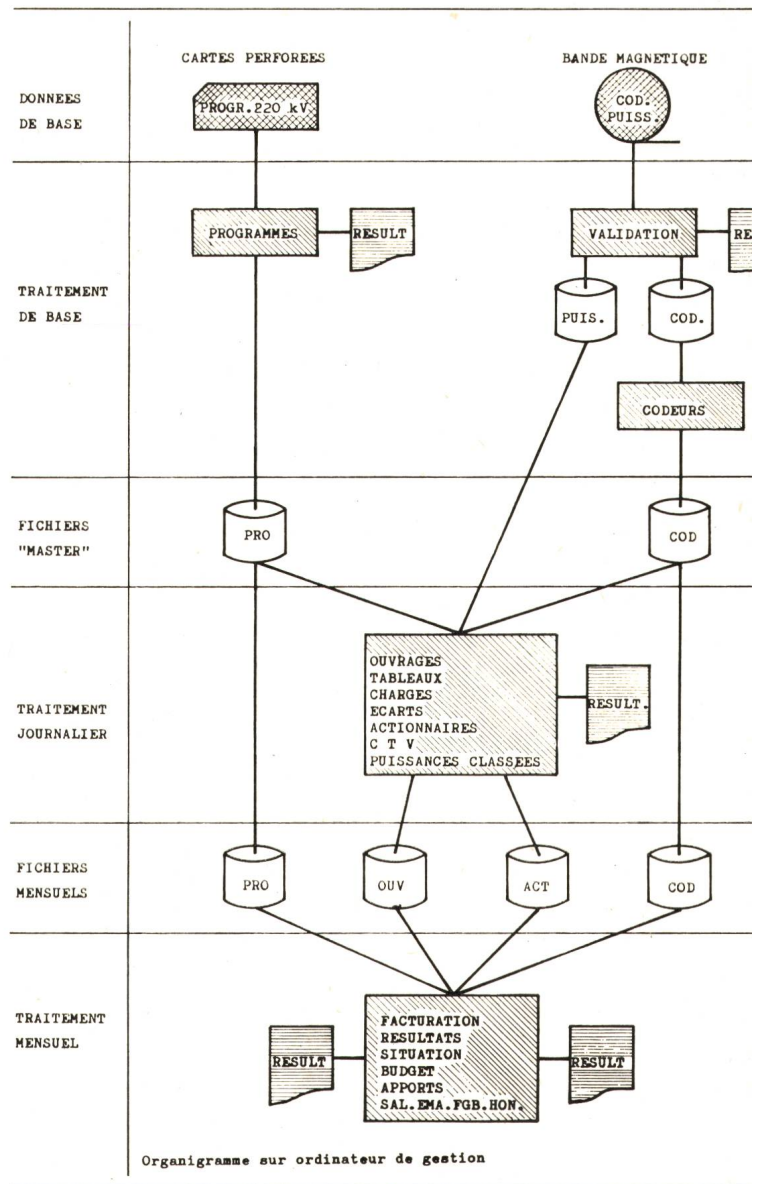 CARTES PERFOREES
BANDE MAGNETIQUE
DONNEES
DE BASE
PROGR.220 kV
COD.
PUISS.
PROGRAMMES
RESULT
VALIDATION
RE
TRAITEMENT
DE BASE
PUIS.
COD.
CODEURS
FICHIERS
"MASTER"
PRO
COD
TRAITEMENT
JOURNALIER
OUVRAGES
TABLEAUX
CHARGES
ECARTS
ACTIONNAIRES
C T V
PUISSANCES CLASSEES
RESULT.
FICHIERS
MENSUELS
PRO
OUV
ACT
COD
TRAITEMENT
MENSUEL
RESULT
FACTURATION
RESULTATS
SITUATION
BUDGET
APPORTS
SAL.EMA.FGB.HON.
RESULT
Organigramme sur ordinateur de gestion